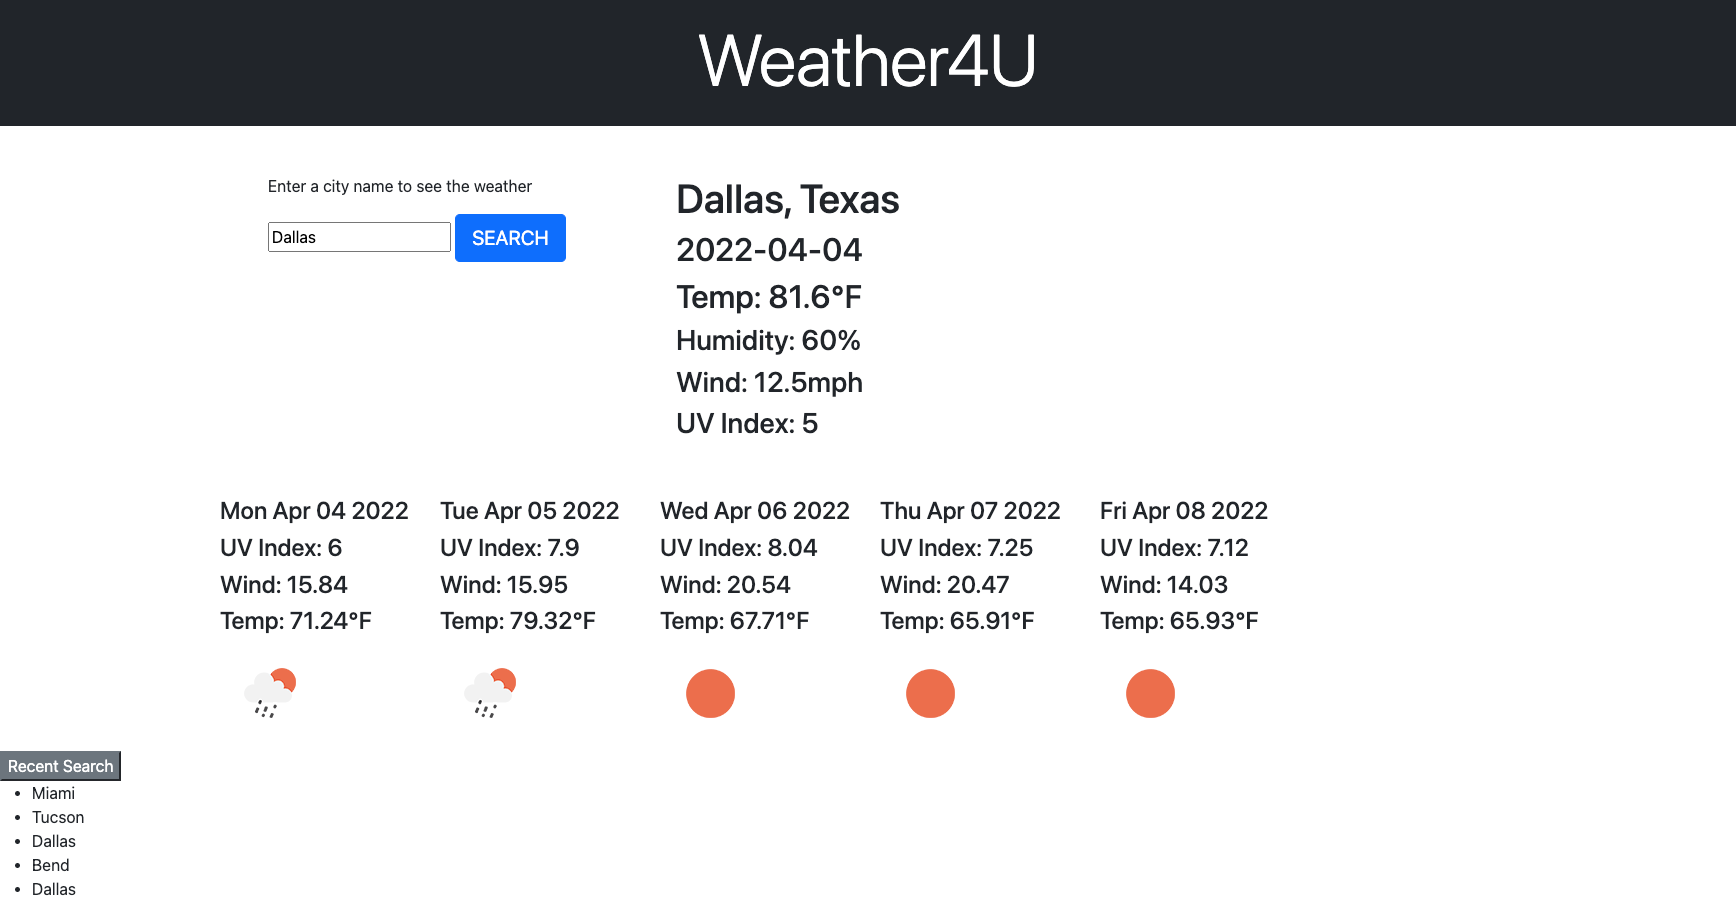 Weather4U
Enter a city name to see the weather
Dallas SEARCH
Dallas, Texas
2022-04-04
Temp: 81.6°F
Humidity: 60%
Wind: 12.5mph
UV Index: 5
Mon Apr 04 2022
UV Index: 6
Wind: 15.84
Temp: 71.24°F
Tue Apr 05 2022
UV Index: 7.9
Wind: 15.95
Temp: 79.32°F
Wed Apr 06 2022
UV Index: 8.04
Wind: 20.54
Temp: 67.71°F
Thu Apr 07 2022
UV Index: 7.25
Wind: 20.47
Temp: 65.91°F
Fri Apr 08 2022
UV Index: 7.12
Wind: 14.03
Temp: 65.93°F
Recent Search
• Miami
• Tucson
• Dallas
• Bend
• Dallas